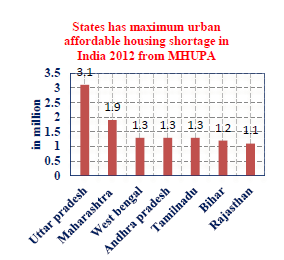 States has maximum urban
affordable housing shortage in
India 2012 from MHUPA
in million
3.5
3
2.5
2
1.5
1
0.5
0
3.1
1.9
1.3
1.3
1.3
1.2
1.1
Uttar pradesh
Maharashtra
West bengal
Andhra pradesh
Tamilnadu
Bihar
Rajasthan